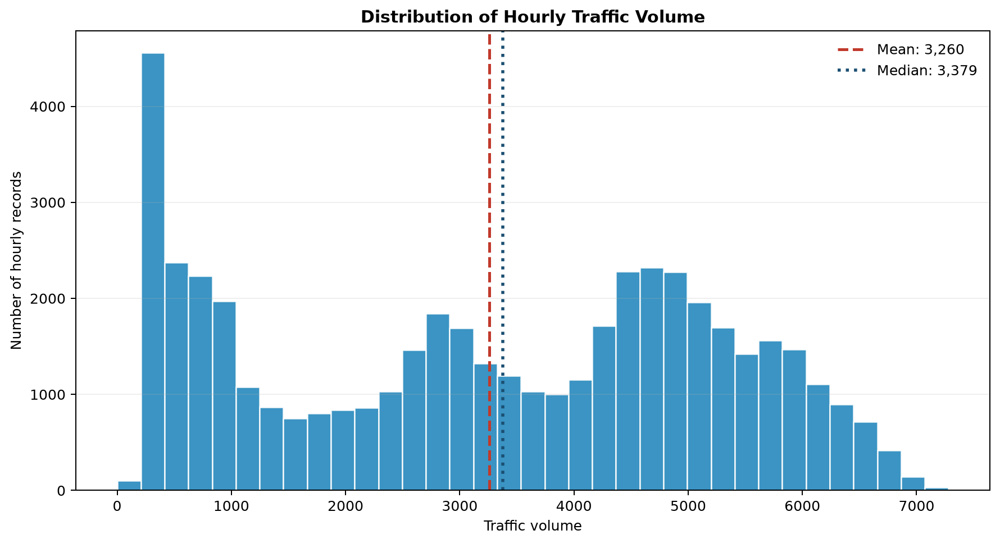 Distribution of Hourly Traffic Volume
Mean: 3,260
Median: 3,379
Number of hourly records
4000
3000
2000
1000
0
0 1000 2000 3000 4000 5000 6000 7000
Traffic volume